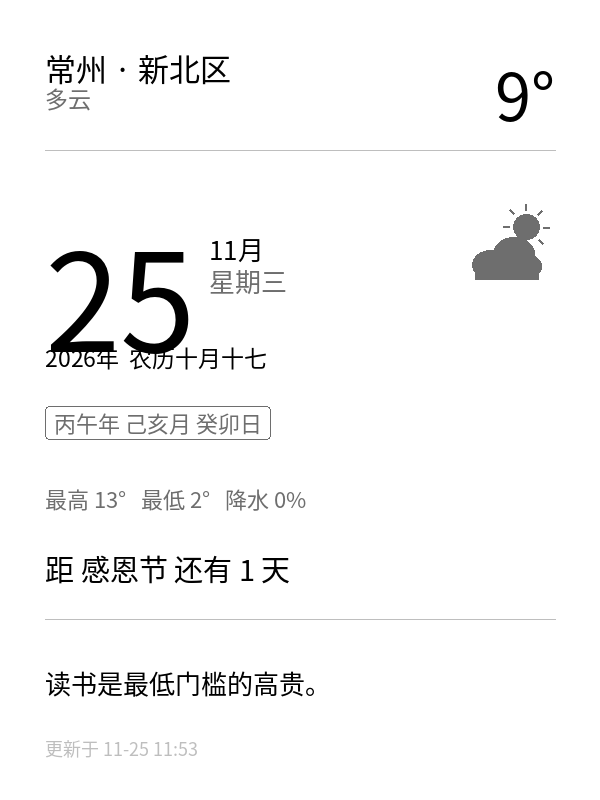 常州 · 新北区
多云
9°
25
11月
星期三
2026年 农历十月十七
丙午年 己亥月 癸卯日
最高 13° 最低 2° 降水 0%
距 感恩节 还有 1 天
读书是最低门槛的高贵。
更新于 11-25 11:53